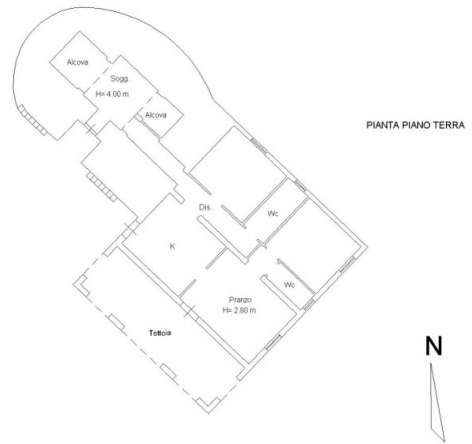 Alcova
Sogg.
H= 4.00 m
Alcova
PIANTA PIANO TERRA
Dis.
Wc
K
s
Wc
Pranzo
H= 2.80 m
Tettoia
N